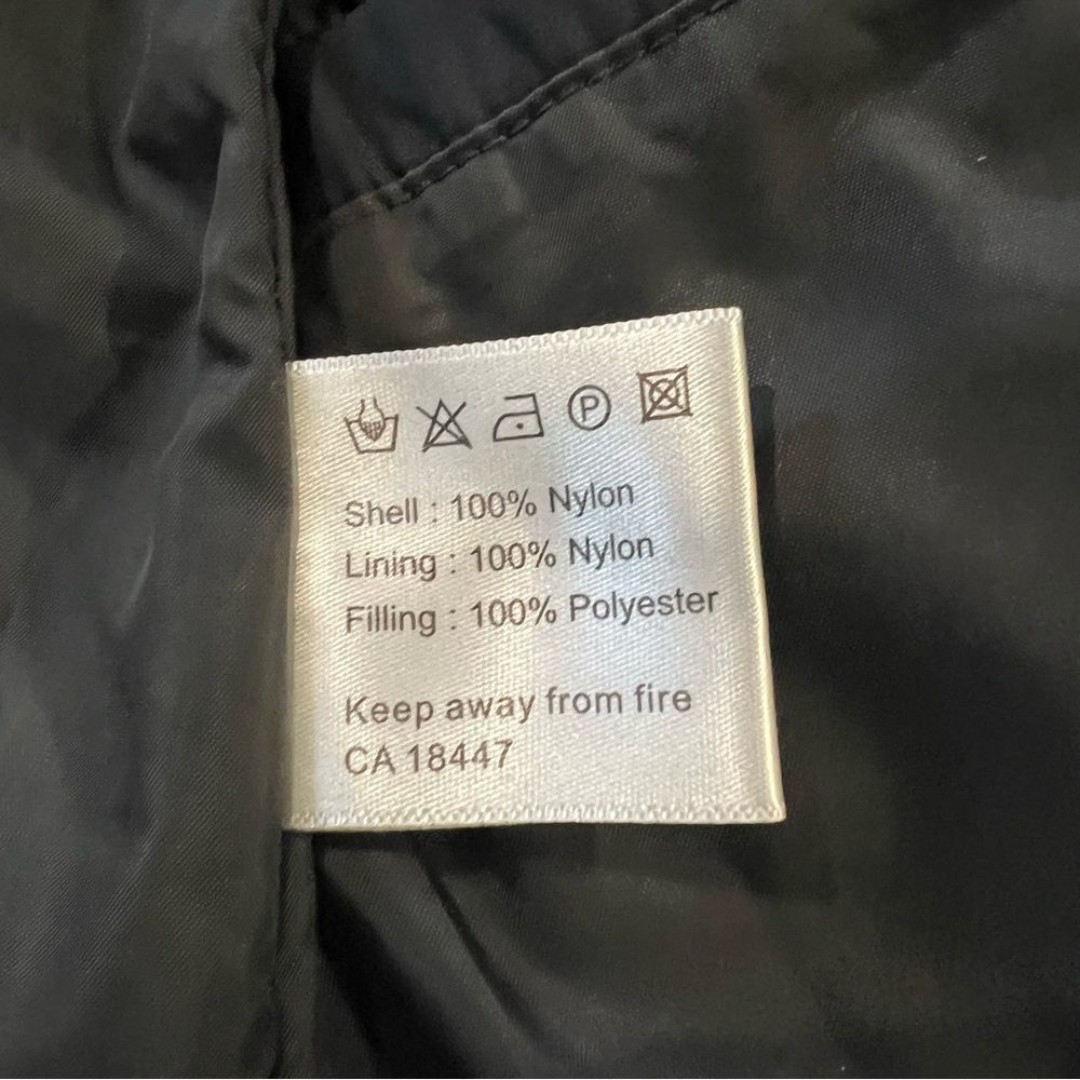 P
Shell : 100% Nylon
Lining : 100% Nylon
Filling : 100% Polyester
Keep away from fire
CA 18447